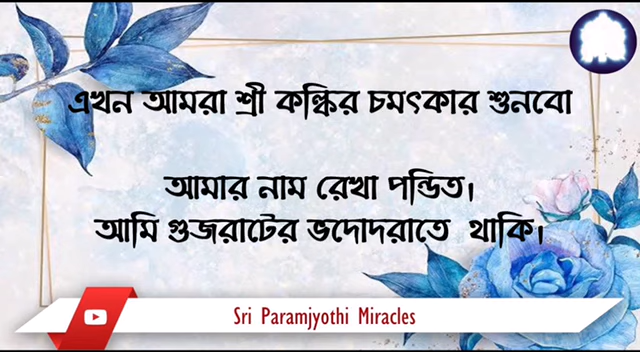 এখন আমরা শ্রী কল্কির চমৎকার শুনবো
আমার নাম রেখা পন্ডিত।
আমি গুজরাটের ভদোদরাতে থাকি।
Sri Paramjyothi Miracles